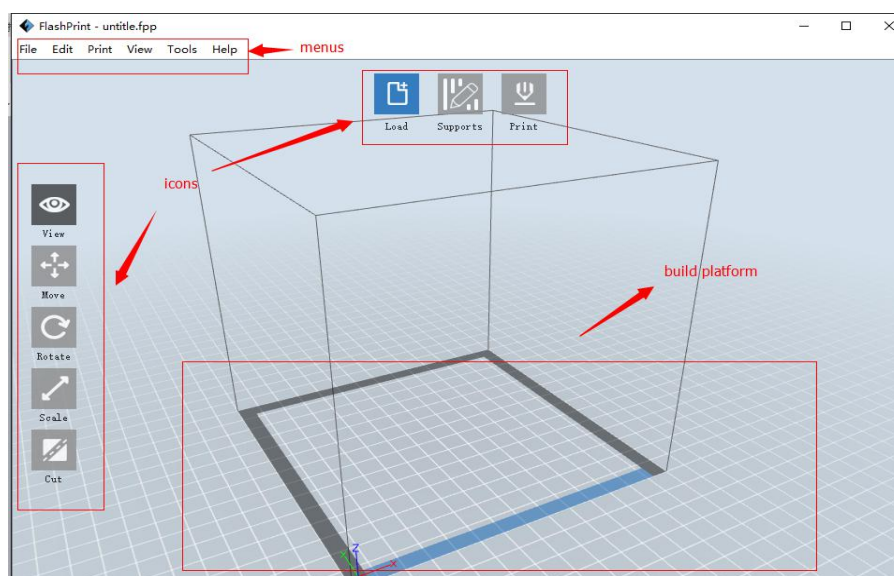 FlashPrint - untitle.fpp
File Edit Print View Tools Help
menus
Load Supports Print
icons
View
Move
build platform
Rotate
Scale
Cut
Z
Y
X